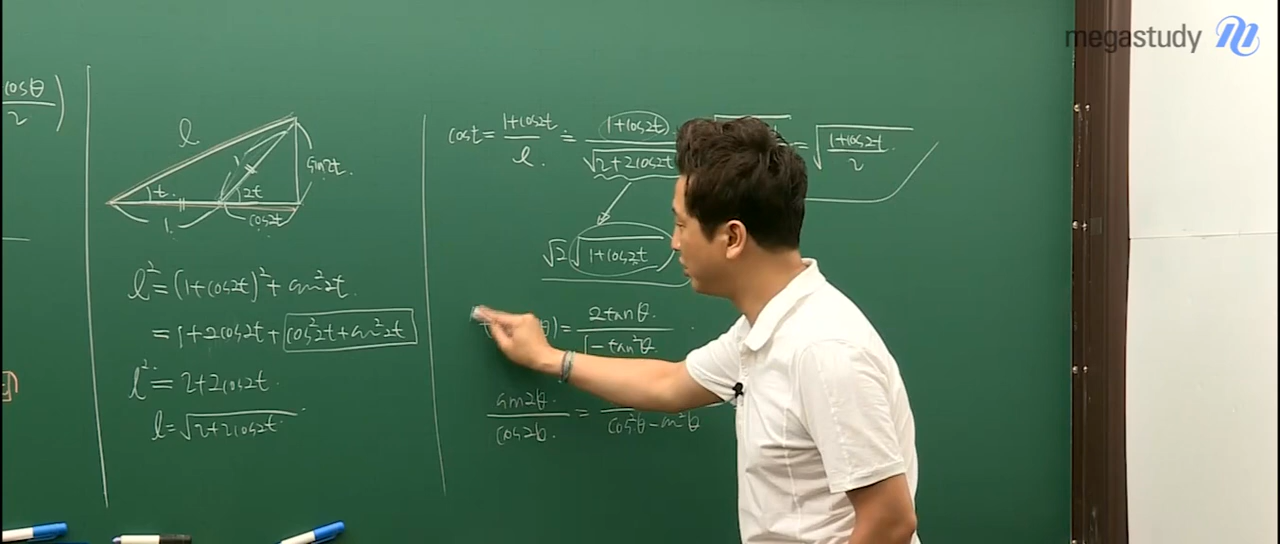 megastudy
cosθ
2
)
l
1
t
2t
sin2t
cos2t
1
l² = (1+cos2t)² + sin²2t
= 1+2cos2t + cos²2t+sin²2t
l² = 2+2cos2t
l = √2+2cos2t
cost = 1+cos2t / l = 1+cos2t / √2+2cos2t
= √1+cos2t / 2
√2 √1+cos2t
θ) = 2tanθ / 1-tan²θ
sin2θ / cos2θ = cos²θ-sin²θ